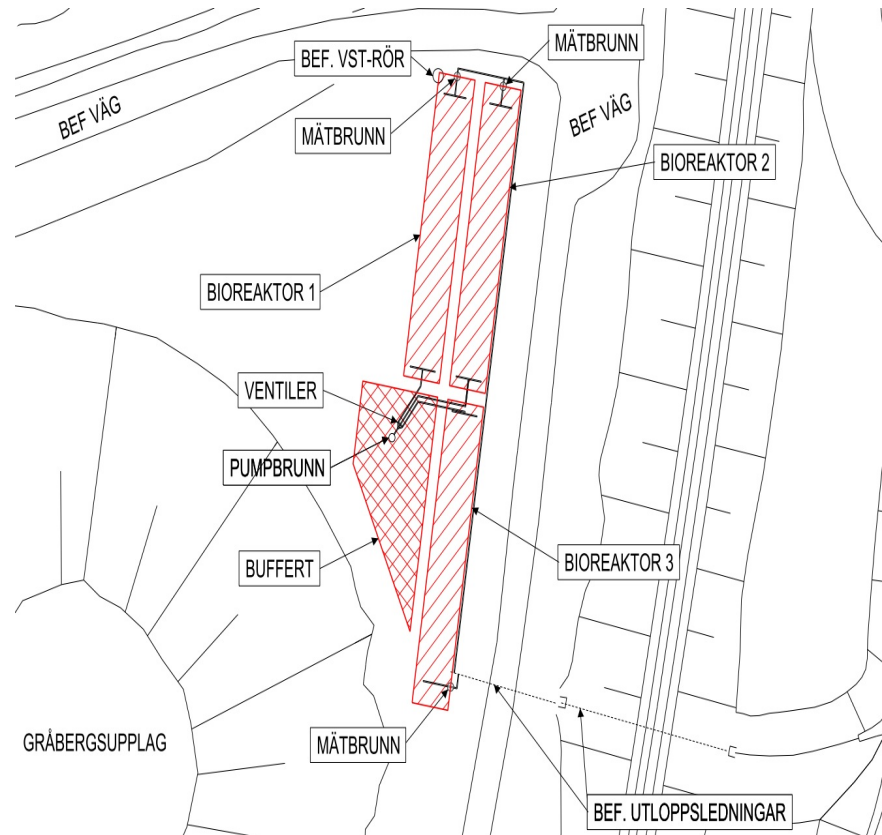 MÄTBRUNN
BEF. VST-RÖR
BEF VÄG
BEF VÄG
MÄTBRUNN
BIOREAKTOR 2
BIOREAKTOR 1
VENTILER
PUMPBRUNN
BUFFERT
BIOREAKTOR 3
MÄTBRUNN
GRÅBERGSUPPLAG
BEF. UTLOPPSLEDNINGAR